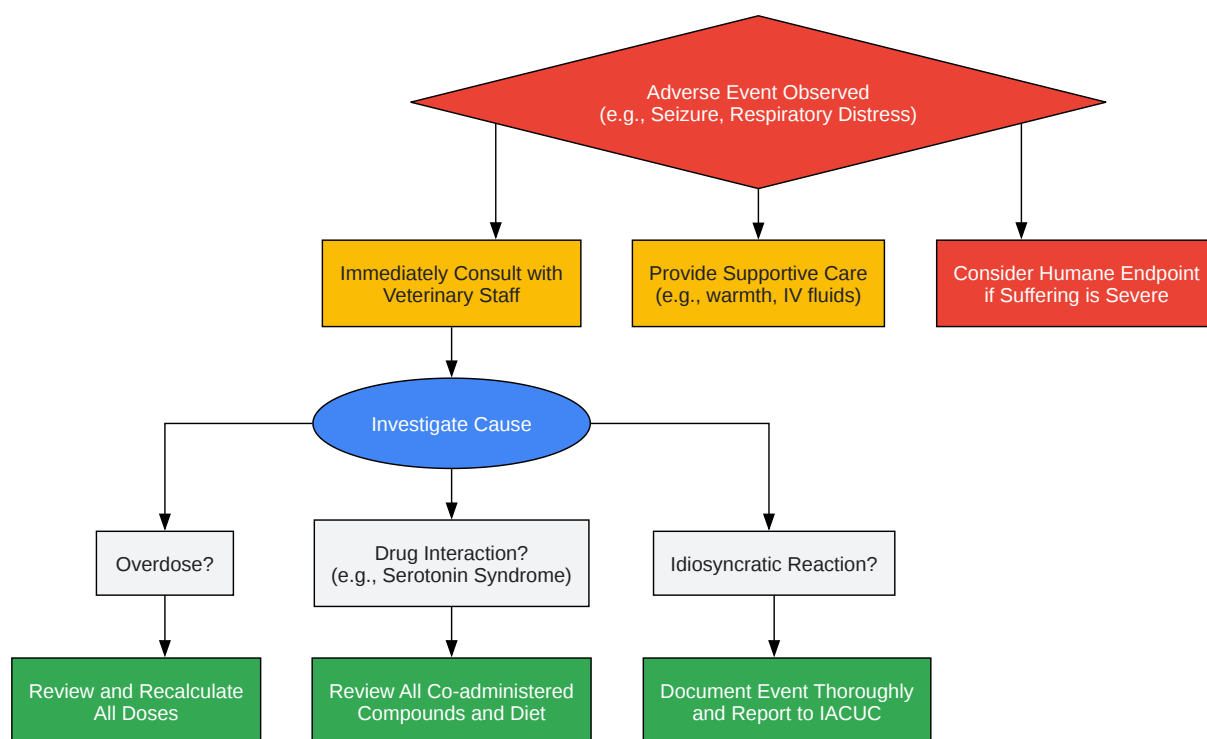 Adverse Event Observed
(e.g., Seizure, Respiratory Distress)
Immediately Consult with
Veterinary Staff
Provide Supportive Care
(e.g., warmth, IV fluids)
Consider Humane Endpoint
if Suffering is Severe
Investigate Cause
Overdose?
Drug Interaction?
(e.g., Serotonin Syndrome)
Idiosyncratic Reaction?
Review and Recalculate
All Doses
Review All Co-administered
Compounds and Diet
Document Event Thoroughly
and Report to IACUC